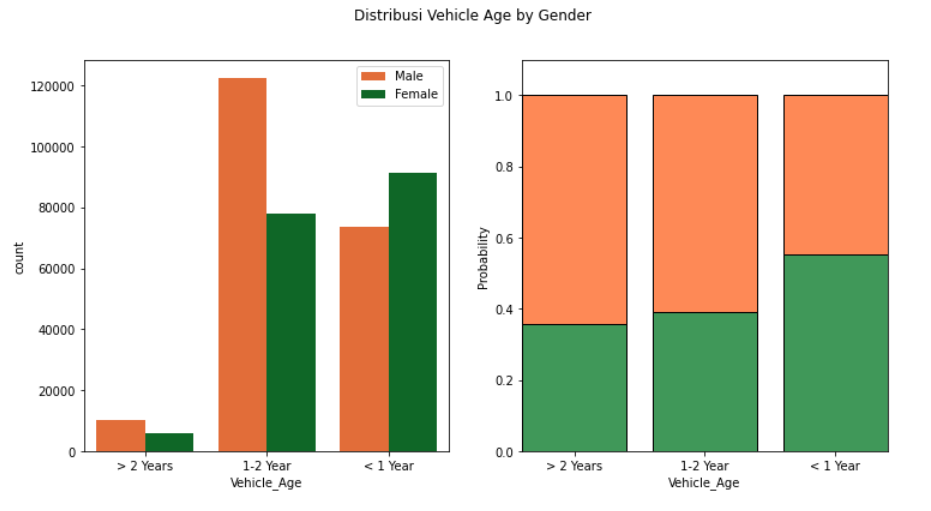 Distribusi Vehicle Age by Gender
Male
Female
120000
100000
80000
60000
40000
20000
0
count
> 2 Years
1-2 Year
< 1 Year
Vehicle_Age
1.0
0.8
0.6
0.4
0.2
0.0
Probability
> 2 Years
1-2 Year
< 1 Year
Vehicle_Age